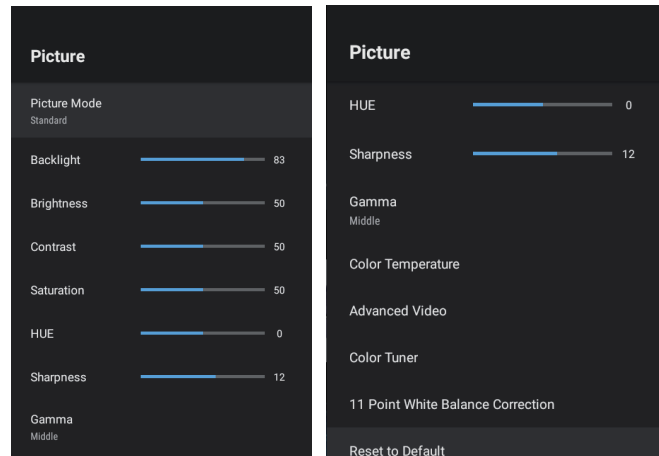 Picture
Picture Mode
Standard
Backlight 83
Brightness 50
Contrast 50
Saturation 50
HUE 0
Sharpness 12
Gamma
Middle
Picture
HUE 0
Sharpness 12
Gamma
Middle
Color Temperature
Advanced Video
Color Tuner
11 Point White Balance Correction
Reset to Default